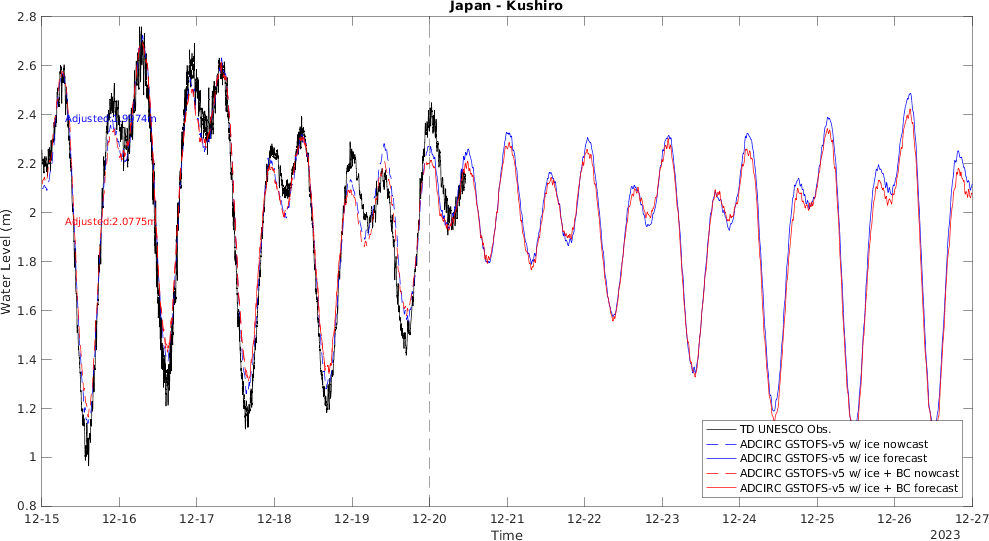 Japan - Kushiro
2.8
2.6
2.4
2.2
2
1.8
1.6
1.4
1.2
1
0.8
Water Level (m)
Adjusted:2.0775m
TD UNESCO Obs.
ADCIRC GSTOFS-v5 w/ ice nowcast
ADCIRC GSTOFS-v5 w/ ice forecast
ADCIRC GSTOFS-v5 w/ ice + BC nowcast
ADCIRC GSTOFS-v5 w/ ice + BC forecast
12-15 12-16 12-17 12-18 12-19 12-20 12-21 12-22 12-23 12-24 12-25 12-26 12-27
Time
2023